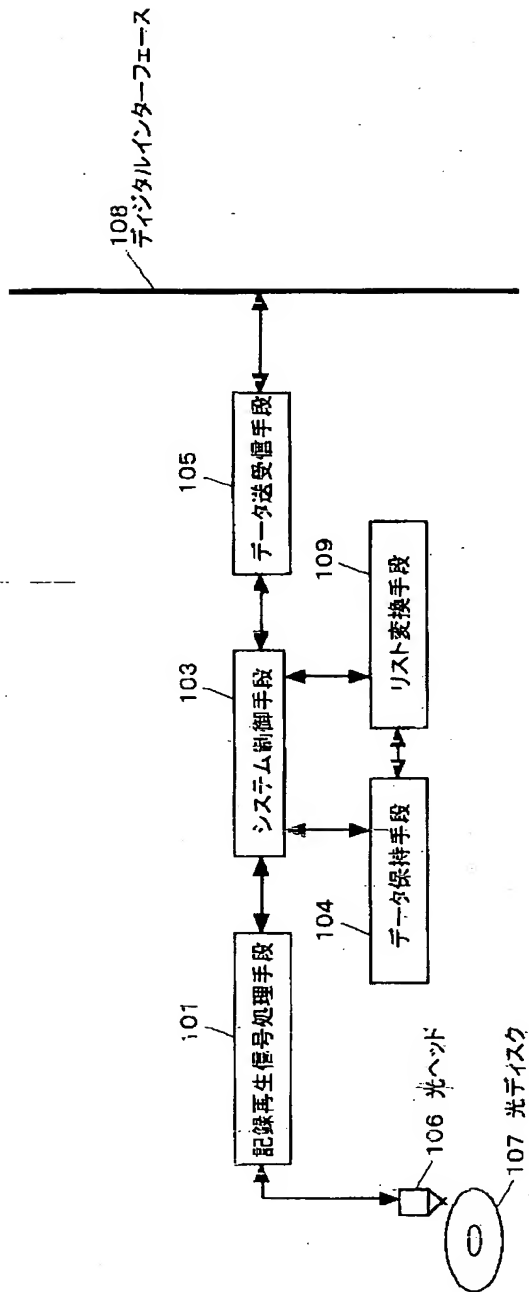 108
ディジタルインターフェース
105
データ送受信手段
103
システム制御手段
109
リスト変換手段
101
記録再生信号処理手段
104
データ保持手段
106 光ヘッド
107 光ディスク